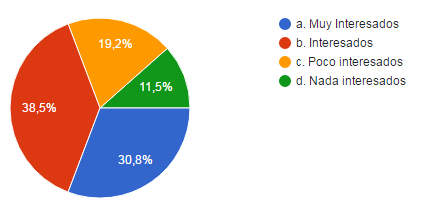 19,2%
11,5%
38,5%
30,8%
a. Muy Interesados
b. Interesados
c. Poco interesados
d. Nada interesados